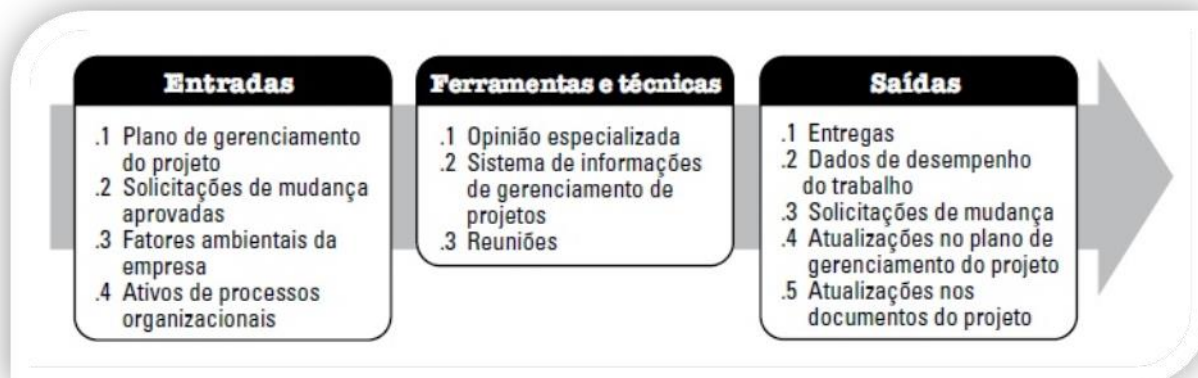 Entradas
.1 Plano de gerenciamento
do projeto
.2 Solicitações de mudança
aprovadas
.3 Fatores ambientais da
empresa
.4 Ativos de processos
organizacionais
Ferramentas e técnicas
.1 Opinião especializada
.2 Sistema de informações
de gerenciamento de
projetos
.3 Reuniões
Saídas
.1 Entregas
.2 Dados de desempenho
do trabalho
.3 Solicitações de mudança
.4 Atualizações no plano de
gerenciamento do projeto
.5 Atualizações nos
documentos do projeto